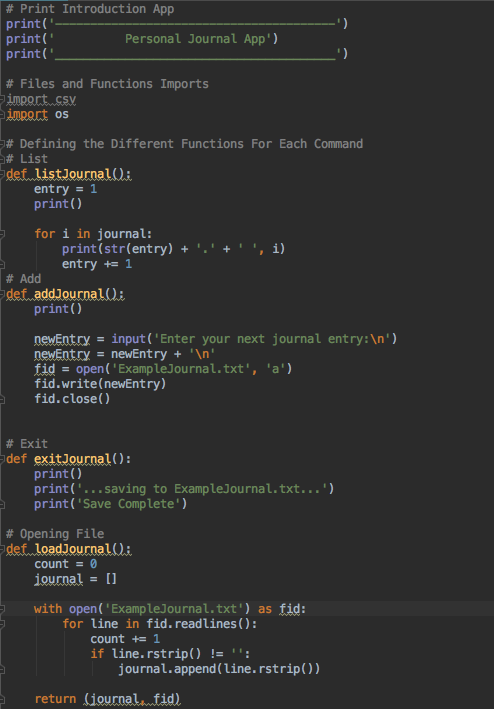 # Print Introduction App
print('————————————————————————————————————————')
print('          Personal Journal App')
print('________________________________________')

# Files and Functions Imports
import csv
import os

# Defining the Different Functions For Each Command
# List
def listJournal():
    entry = 1
    print()

    for i in journal:
        print(str(entry) + '.' + ' ', i)
        entry += 1
# Add
def addJournal():
    print()

    newEntry = input('Enter your next journal entry:\n')
    newEntry = newEntry + '\n'
    fid = open('ExampleJournal.txt', 'a')
    fid.write(newEntry)
    fid.close()


# Exit
def exitJournal():
    print()
    print('...saving to ExampleJournal.txt...')
    print('Save Complete')

# Opening File
def loadJournal():
    count = 0
    journal = []

    with open('ExampleJournal.txt') as fid:
        for line in fid.readlines():
            count += 1
            if line.rstrip() != '':
                journal.append(line.rstrip())

    return (journal, fid)